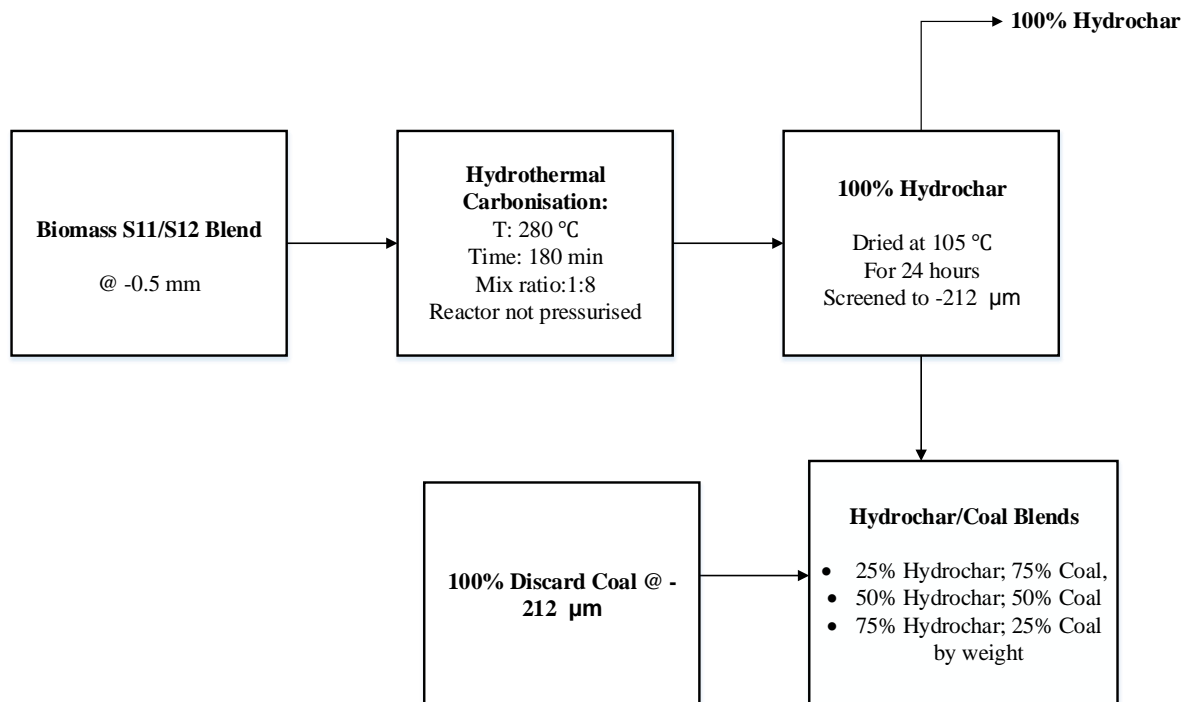 100% Hydrochar
Biomass S11/S12 Blend
@ -0.5 mm
Hydrothermal
Carbonisation:
T: 280 °C
Time: 180 min
Mix ratio:1:8
Reactor not pressurised
100% Hydrochar
Dried at 105 °C
For 24 hours
Screened to -212 µm
100% Discard Coal @ -
212 µm
Hydrochar/Coal Blends
• 25% Hydrochar; 75% Coal,
• 50% Hydrochar; 50% Coal
• 75% Hydrochar; 25% Coal
by weight